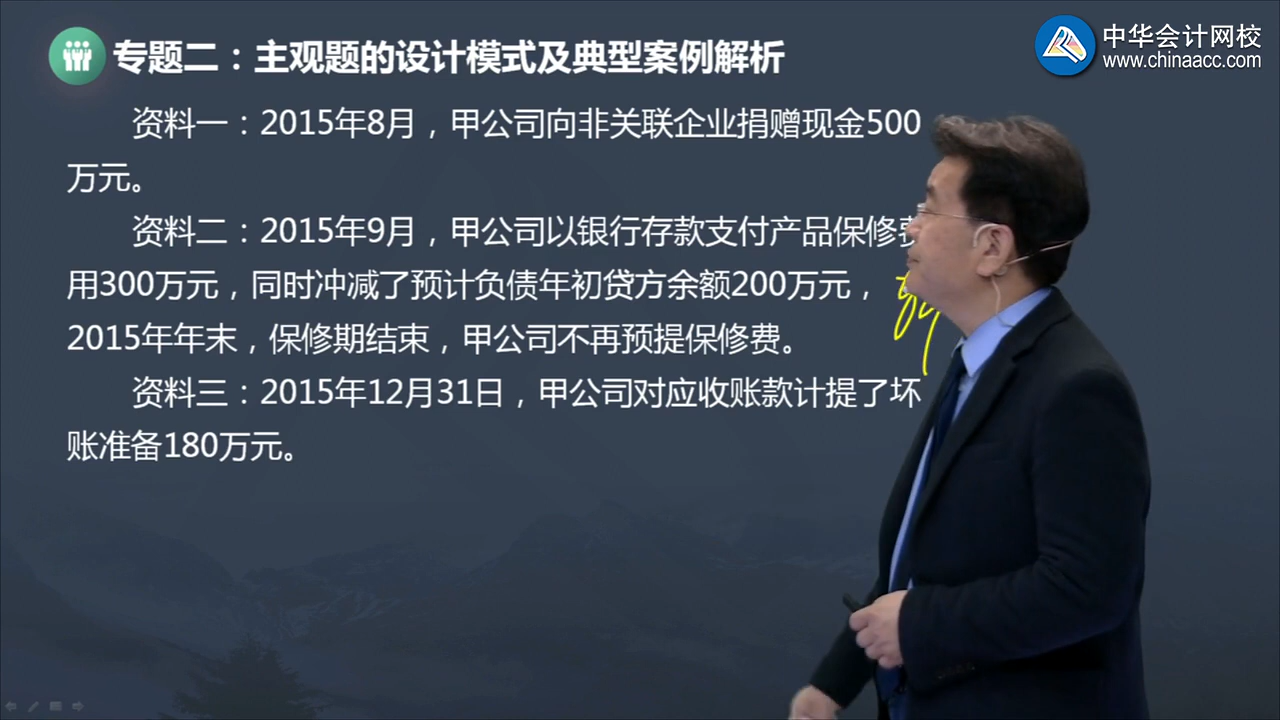 专题二：主观题的设计模式及典型案例解析
中华会计网校
www.chinaacc.com
资料一：2015年8月，甲公司向非关联企业捐赠现金500
万元。
资料二：2015年9月，甲公司以银行存款支付产品保修费
用300万元，同时冲减了预计负债年初贷方余额200万元，
2015年年末，保修期结束，甲公司不再预提保修费。
资料三：2015年12月31日，甲公司对应收账款计提了坏
账准备180万元。